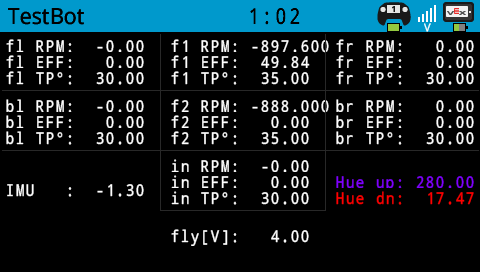 TestBot 1:02 1 VEX
fl RPM: -0.00 f1 RPM: -897.600 fr RPM: 0.00
fl EFF: 0.00 f1 EFF: 49.84 fr EFF: 0.00
fl TP°: 30.00 f1 TP°: 35.00 fr TP°: 30.00
bl RPM: -0.00 f2 RPM: -888.000 br RPM: 0.00
bl EFF: 0.00 f2 EFF: 0.00 br EFF: 0.00
bl TP°: 30.00 f2 TP°: 35.00 br TP°: 30.00
in RPM: -0.00
in EFF: 0.00 Hue up: 280.00
IMU : -1.30
in TP°: 30.00 Hue dn: 17.47
fly[V]: 4.00